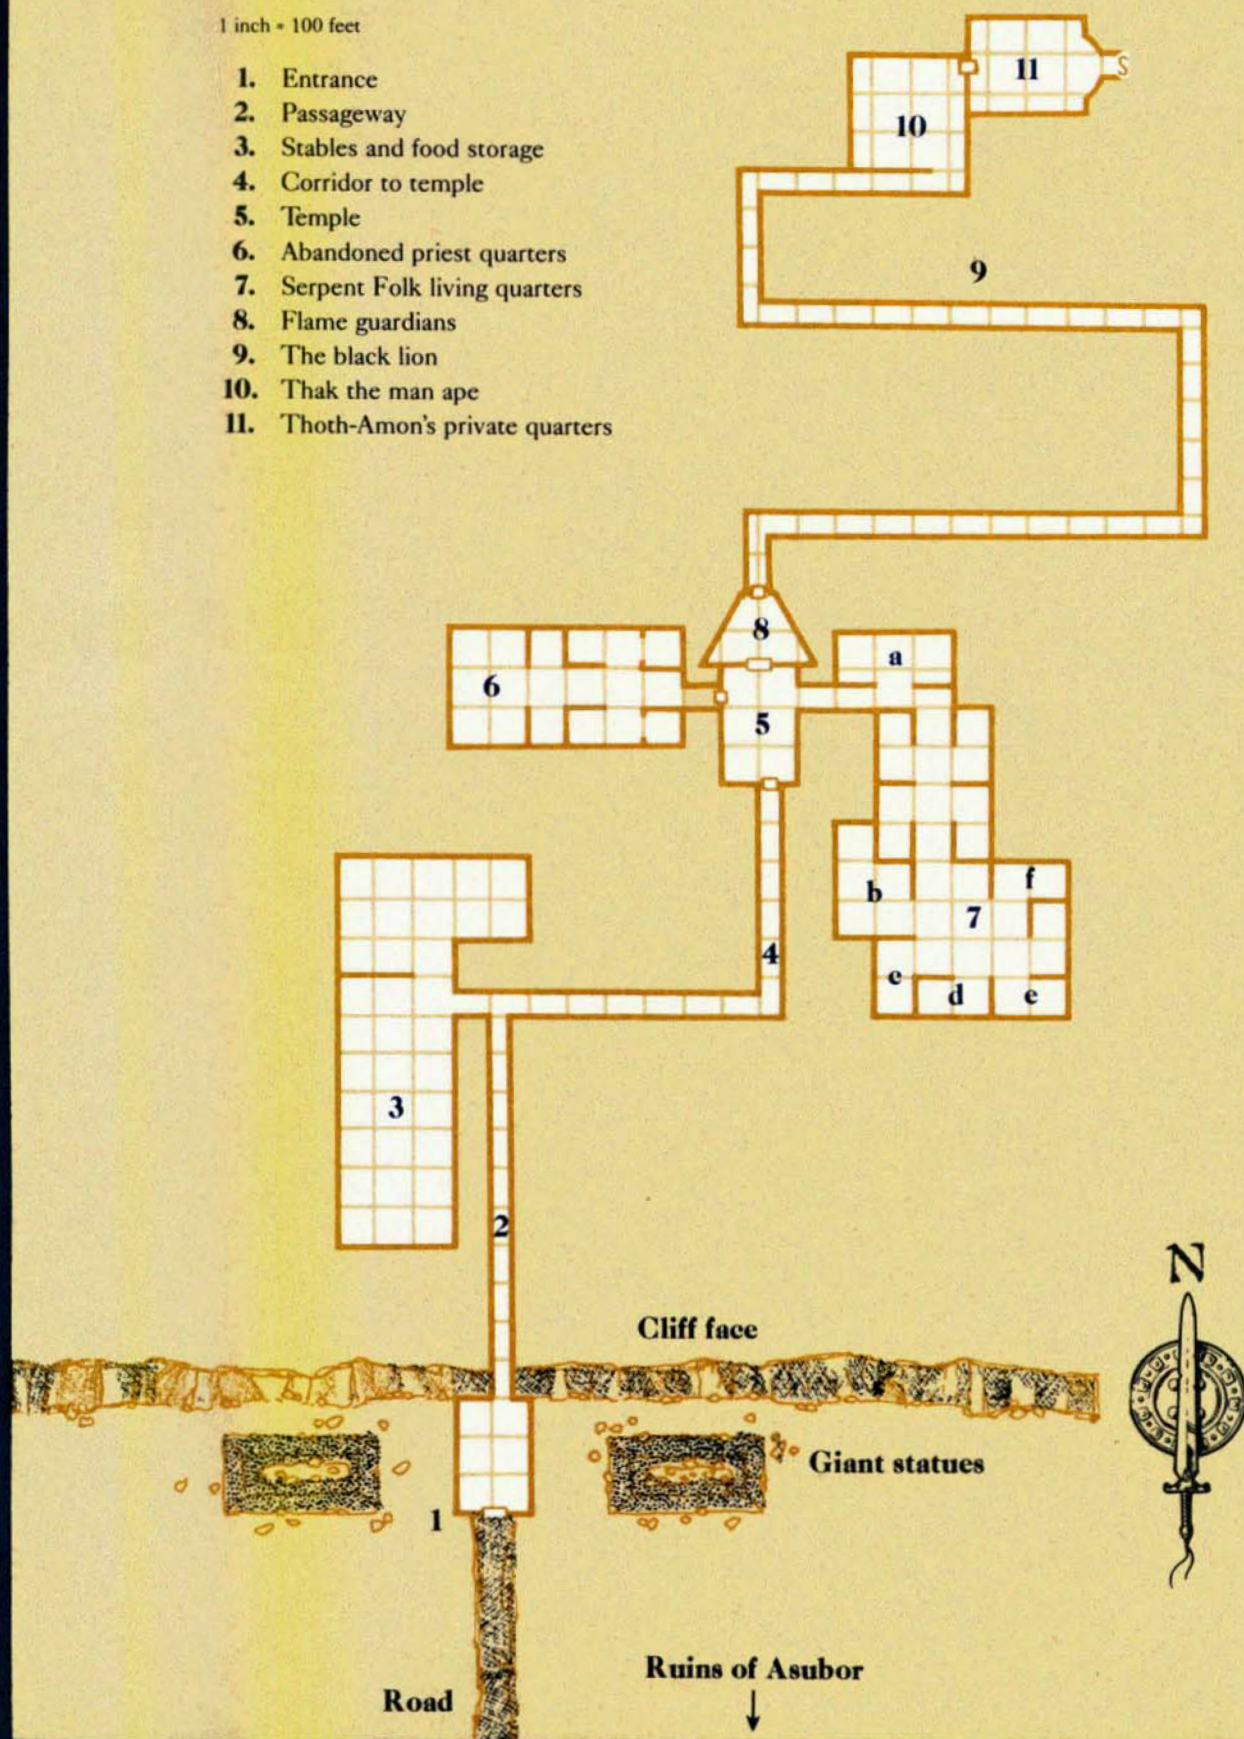 1 inch = 100 feet
1. Entrance
2. Passageway
3. Stables and food storage
4. Corridor to temple
5. Temple
6. Abandoned priest quarters
7. Serpent Folk living quarters
8. Flame guardians
9. The black lion
10. Thak the man ape
11. Thoth-Amon's private quarters
11
S
10
9
8
a
6
5
b
f
7
4
c
d
e
3
2
N
Cliff face
Giant statues
1
Ruins of Asubor
Road